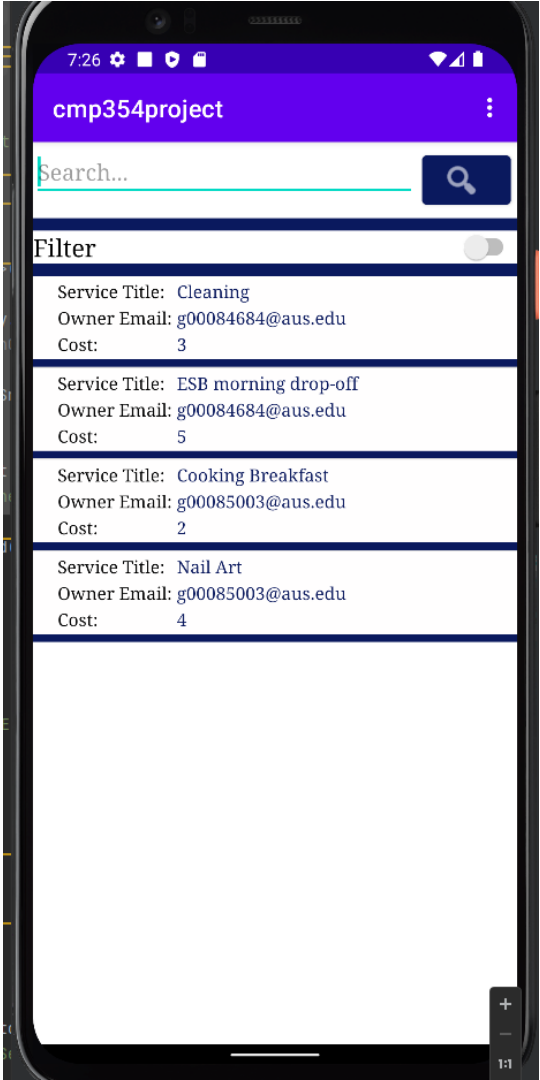 7:26
cmp354project
Search...
Filter
Service Title: Cleaning
Owner Email: g00084684@aus.edu
Cost: 3
Service Title: ESB morning drop-off
Owner Email: g00084684@aus.edu
Cost: 5
Service Title: Cooking Breakfast
Owner Email: g00085003@aus.edu
Cost: 2
Service Title: Nail Art
Owner Email: g00085003@aus.edu
Cost: 4
1:1